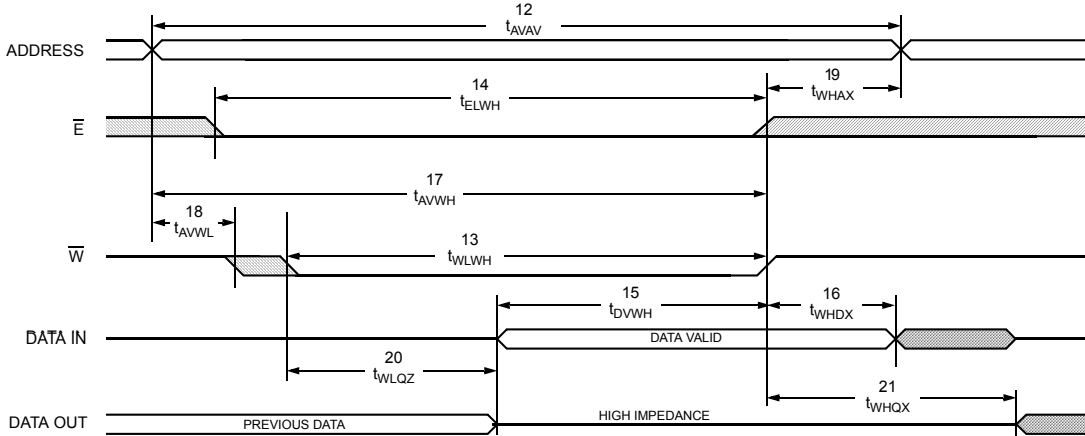 12
tAVAV
ADDRESS
14
tELWH
19
tWHAX
E
17
tAVWH
18
tAVWL
13
tWLWH
W
15
tDVWH
16
tWHDX
DATA IN
DATA VALID
20
tWLQZ
21
tWHQX
DATA OUT
PREVIOUS DATA
HIGH IMPEDANCE